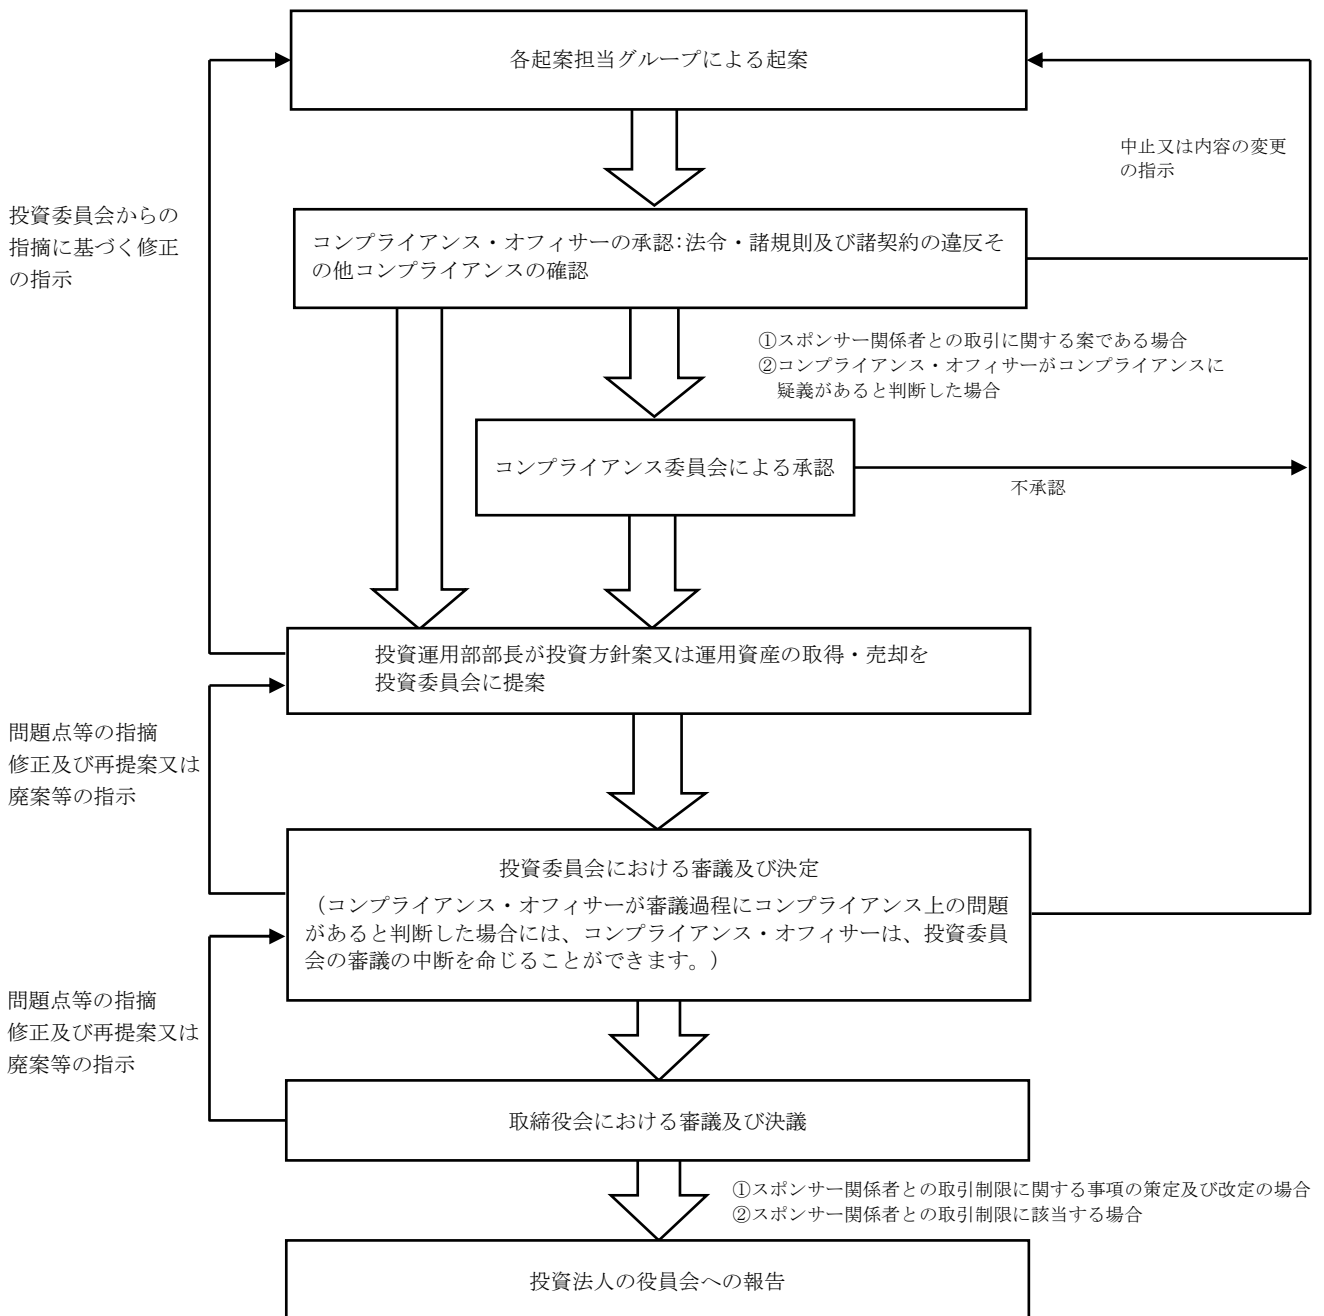 各起案担当グループによる起案
中止又は内容の変更
の指示
投資委員会からの
指摘に基づく修正
の指示
コンプライアンス・オフィサーの承認:法令・諸規則及び諸契約の違反そ
の他コンプライアンスの確認
①スポンサー関係者との取引に関する案である場合
②コンプライアンス・オフィサーがコンプライアンスに
疑義があると判断した場合
コンプライアンス委員会による承認
不承認
投資運用部部長が投資方針案又は運用資産の取得・売却を
投資委員会に提案
問題点等の指摘
修正及び再提案又は
廃案等の指示
投資委員会における審議及び決定
(コンプライアンス・オフィサーが審議過程にコンプライアンス上の問題
があると判断した場合には、コンプライアンス・オフィサーは、投資委員
会の審議の中断を命じることができます。)
問題点等の指摘
修正及び再提案又は
廃案等の指示
取締役会における審議及び決議
①スポンサー関係者との取引制限に関する事項の策定及び改定の場合
②スポンサー関係者との取引制限に該当する場合
投資法人の役員会への報告